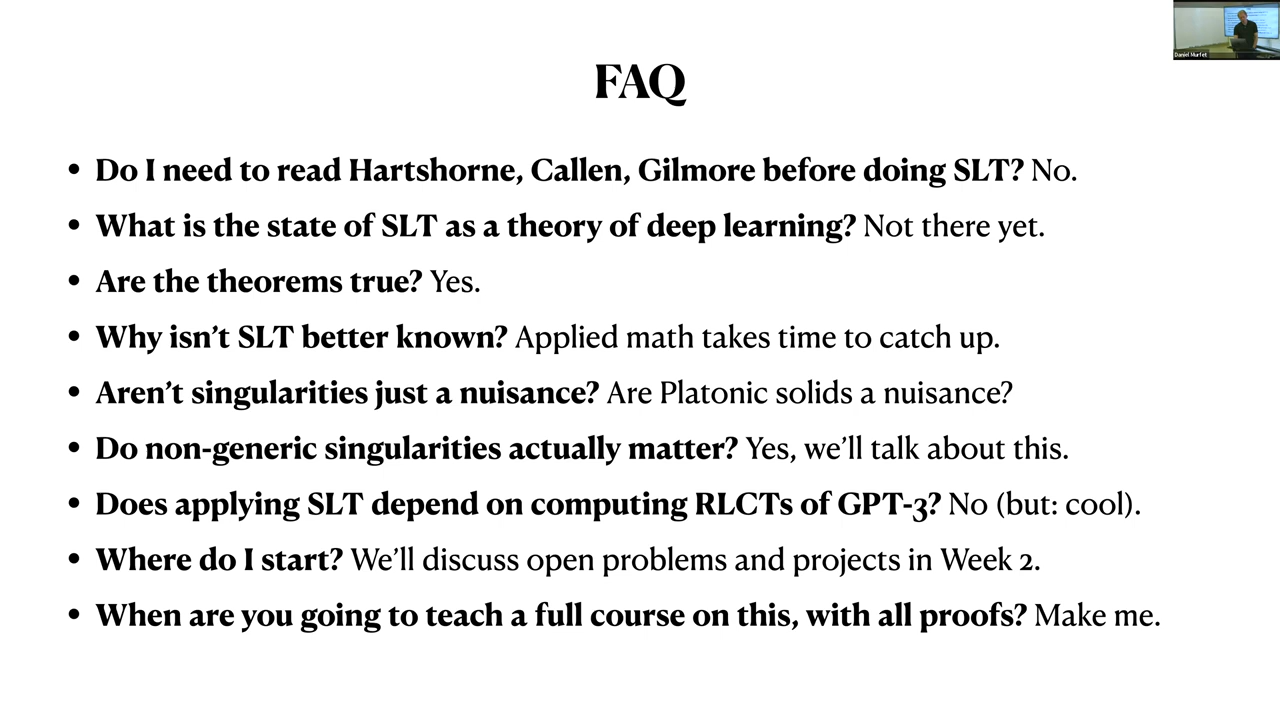 Daniel Murfet
FAQ
• Do I need to read Hartshorne, Callen, Gilmore before doing SLT? No.
• What is the state of SLT as a theory of deep learning? Not there yet.
• Are the theorems true? Yes.
• Why isn’t SLT better known? Applied math takes time to catch up.
• Aren’t singularities just a nuisance? Are Platonic solids a nuisance?
• Do non-generic singularities actually matter? Yes, we’ll talk about this.
• Does applying SLT depend on computing RLCTs of GPT-3? No (but: cool).
• Where do I start? We’ll discuss open problems and projects in Week 2.
• When are you going to teach a full course on this, with all proofs? Make me.